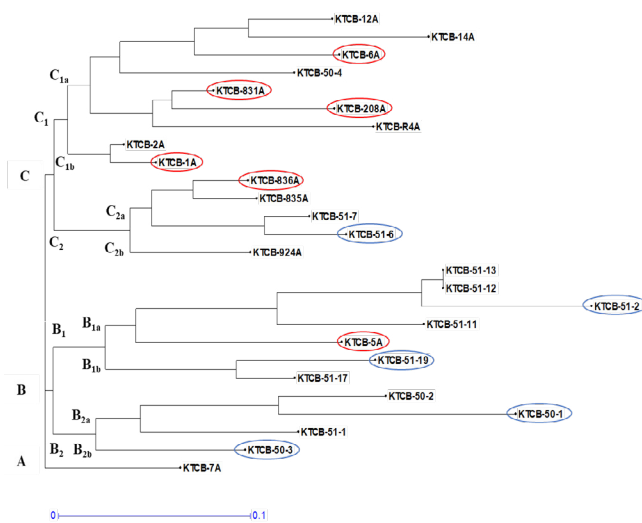 KTCB-12A
KTCB-14A
KTCB-6A
KTCB-50-4
C1a
KTCB-831A
KTCB-208A
C1
KTCB-R4A
KTCB-2A
C1b
KTCB-1A
C
KTCB-836A
KTCB-835A
C2a
KTCB-51-7
KTCB-51-6
C2
C2b
KTCB-924A
KTCB-51-13
KTCB-51-12
KTCB-51-2
B1a
KTCB-51-11
B1
KTCB-5A
B1b
KTCB-51-19
KTCB-51-17
B
KTCB-50-2
B2a
KTCB-50-1
KTCB-51-1
B2
B2b
KTCB-50-3
A
KTCB-7A
0
0.1